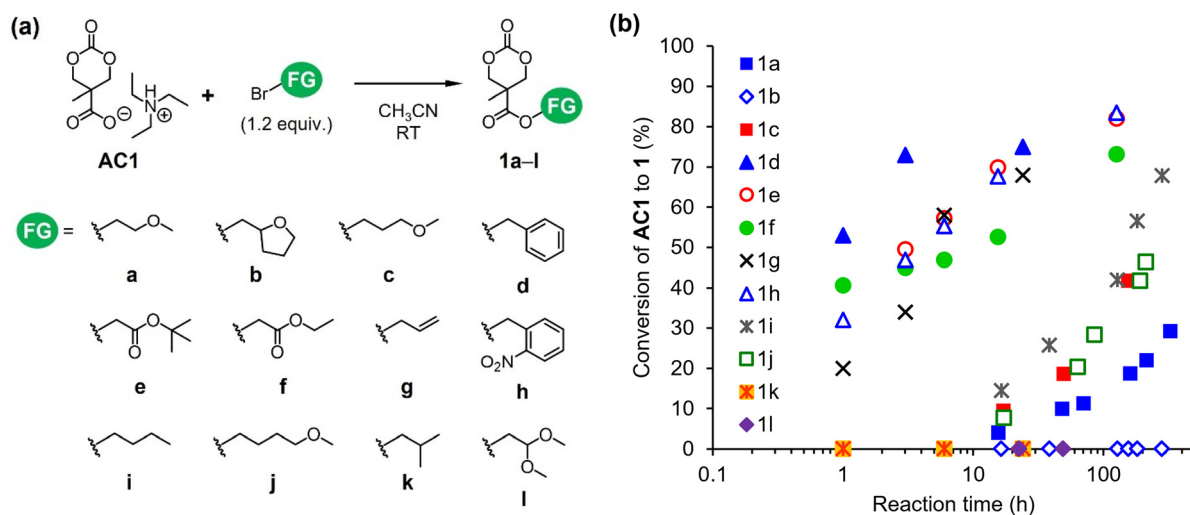 (a)
O
O O
O
O ⊖
H
N
⊕
AC1
+
Br FG
(1.2 equiv.)
CH₃CN
RT
O
O O
O
O
FG
1a–l
FG =
O
a
O
b
O
c
d
O
O
e
O
O
f
g
O₂N
h
i
O
j
k
O
O
l
(b)
Conversion of AC1 to 1 (%)
100
90
80
70
60
50
40
30
20
10
0
1a
1b
1c
1d
1e
1f
1g
1h
1i
1j
1k
1l
0.1 1 10 100
Reaction time (h)